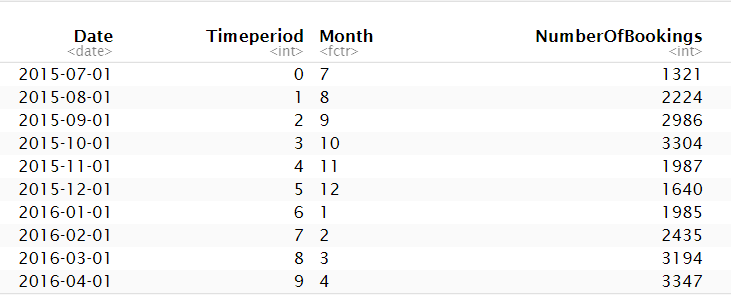 Date Timeperiod Month NumberOfBookings
<date> <int> <fctr> <int>
2015-07-01 0 7 1321
2015-08-01 1 8 2224
2015-09-01 2 9 2986
2015-10-01 3 10 3304
2015-11-01 4 11 1987
2015-12-01 5 12 1640
2016-01-01 6 1 1985
2016-02-01 7 2 2435
2016-03-01 8 3 3194
2016-04-01 9 4 3347